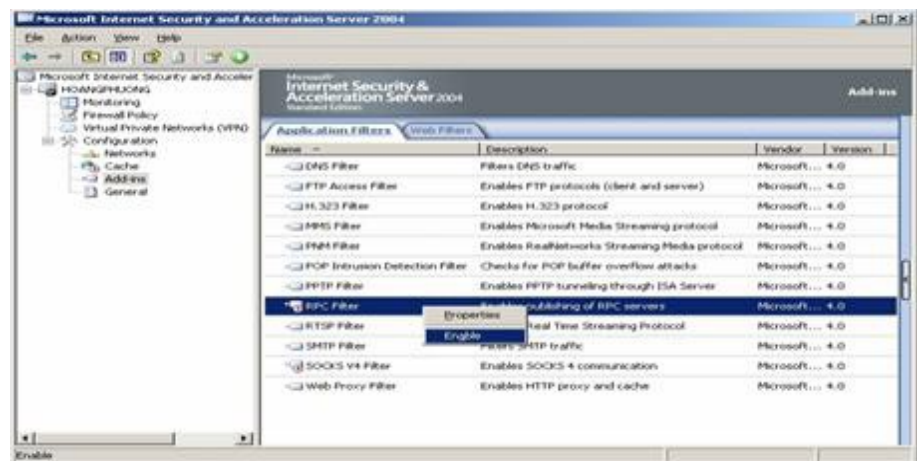 Microsoft Internet Security and Acceleration Server 2004
File Action View Help
Microsoft Internet Security and Acceler
HOANGPHUONG
Monitoring
Firewall Policy
Virtual Private Networks (VPN)
Configuration
Networks
Cache
Add-ins
General
Microsoft
Internet Security &
Acceleration Server 2004
Standard Edition
Add-ins
Application Filters Web Filters
Name Description Vendor Version
DNS Filter Filters DNS traffic Microsoft... 4.0
FTP Access Filter Enables FTP protocols (client and server) Microsoft... 4.0
H.323 Filter Enables H.323 protocol Microsoft... 4.0
MMS Filter Enables Microsoft Media Streaming protocol Microsoft... 4.0
PNM Filter Enables RealNetworks Streaming Media protocol Microsoft... 4.0
POP Intrusion Detection Filter Checks for POP buffer overflow attacks Microsoft... 4.0
PPTP Filter Enables PPTP tunneling through ISA Server Microsoft... 4.0
RPC Filter publishing of RPC servers Microsoft... 4.0
Properties
RTSP Filter Real Time Streaming Protocol Microsoft... 4.0
Enable
SMTP Filter Filters SMTP traffic Microsoft... 4.0
SOCKS V4 Filter Enables SOCKS 4 communication Microsoft... 4.0
Web Proxy Filter Enables HTTP proxy and cache Microsoft... 4.0
Enable